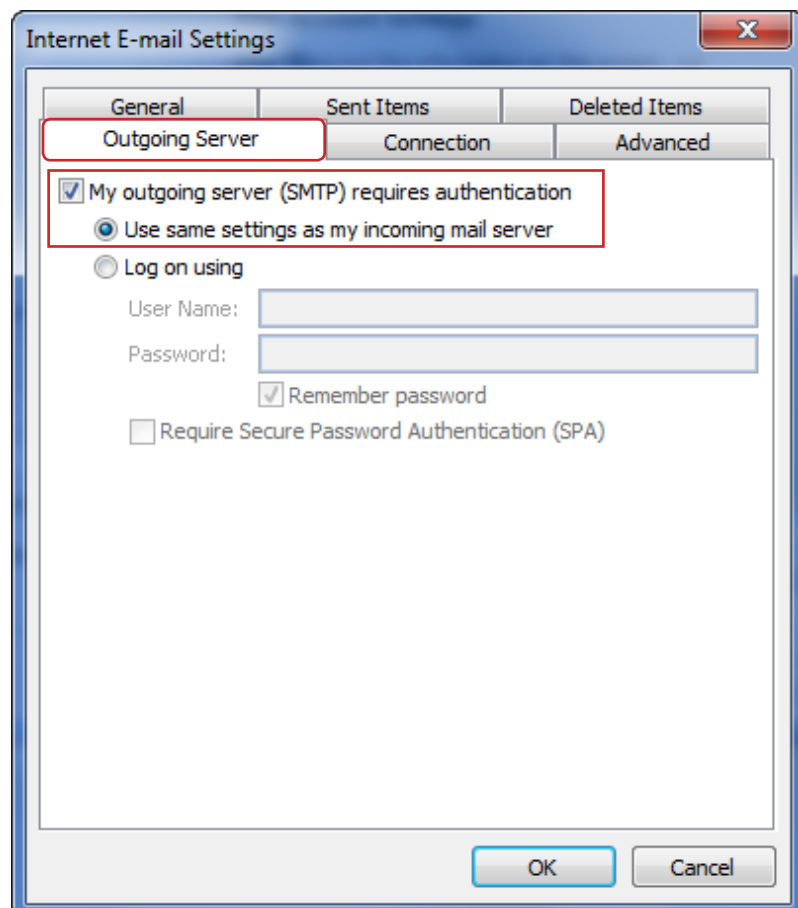 Internet E-mail Settings
General Sent Items Deleted Items
Outgoing Server Connection Advanced
My outgoing server (SMTP) requires authentication
Use same settings as my incoming mail server
Log on using
User Name:
Password:
Remember password
Require Secure Password Authentication (SPA)
OK Cancel